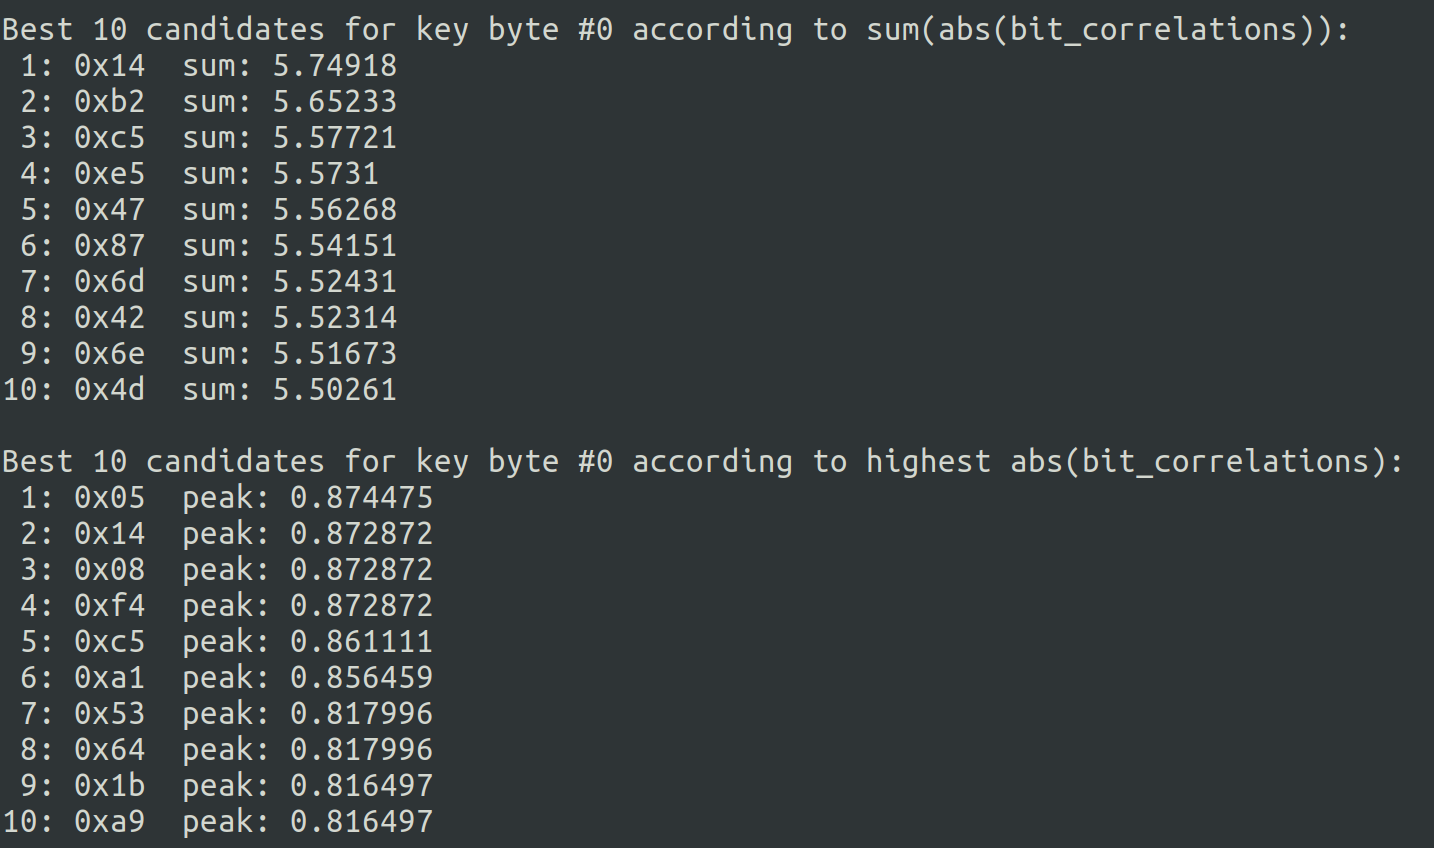 Best 10 candidates for key byte #0 according to sum(abs(bit_correlations)):
 1: 0x14  sum: 5.74918
 2: 0xb2  sum: 5.65233
 3: 0xc5  sum: 5.57721
 4: 0xe5  sum: 5.5731
 5: 0x47  sum: 5.56268
 6: 0x87  sum: 5.54151
 7: 0x6d  sum: 5.52431
 8: 0x42  sum: 5.52314
 9: 0x6e  sum: 5.51673
10: 0x4d  sum: 5.50261
Best 10 candidates for key byte #0 according to highest abs(bit_correlations):
 1: 0x05  peak: 0.874475
 2: 0x14  peak: 0.872872
 3: 0x08  peak: 0.872872
 4: 0xf4  peak: 0.872872
 5: 0xc5  peak: 0.861111
 6: 0xa1  peak: 0.856459
 7: 0x53  peak: 0.817996
 8: 0x64  peak: 0.817996
 9: 0x1b  peak: 0.816497
10: 0xa9  peak: 0.816497